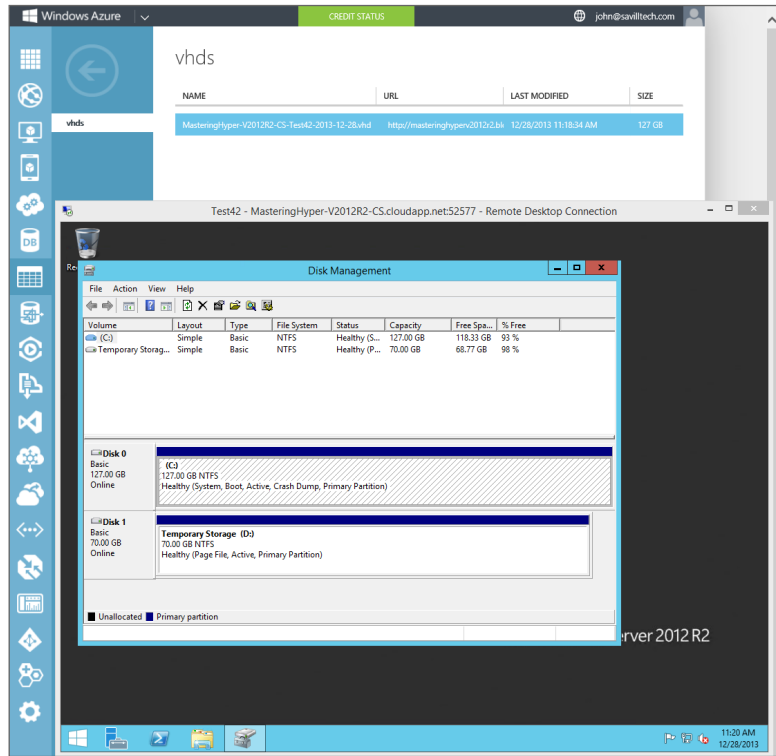 Windows Azure
CREDIT STATUS
john@savilltech.com
vhds
NAME URL LAST MODIFIED SIZE
vhds
MasteringHyper-V2012R2-CS-Test42-2013-12-28.vhd http://masteringhyperv2012r2.bl 12/28/2013 11:18:34 AM 127 GB
DB
Test42 - MasteringHyper-V2012R2-CS.cloudapp.net:52577 - Remote Desktop Connection
Re
Disk Management
File Action View Help
Volume Layout Type File System Status Capacity Free Spa... % Free
(C:) Simple Basic NTFS Healthy (S... 127.00 GB 118.33 GB 93 %
Temporary Storag... Simple Basic NTFS Healthy (P... 70.00 GB 68.77 GB 98 %
Disk 0
Basic
127.00 GB
Online
(C:)
127.00 GB NTFS
Healthy (System, Boot, Active, Crash Dump, Primary Partition)
Disk 1
Basic
70.00 GB
Online
Temporary Storage (D:)
70.00 GB NTFS
Healthy (Page File, Active, Primary Partition)
Unallocated Primary partition
rver 2012 R2
11:20 AM
12/28/2013